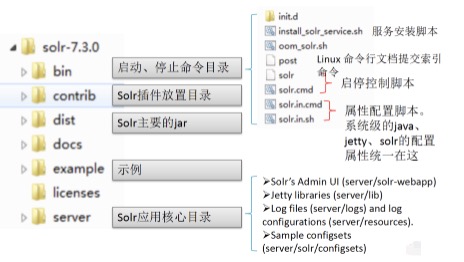 solr-7.3.0
bin
contrib
dist
docs
example
licenses
server
启动、停止命令目录
Solr插件放置目录
Solr主要的jar
示例
Solr应用核心目录
init.d
install_solr_service.sh 服务安装脚本
oom_solr.sh
post Linux 命令行文档提交索引
命令
solr
solr.cmd 启停控制脚本
solr.in.cmd
solr.in.sh
属性配置脚本。
系统级的java、
jetty、solr的配置
属性统一在这
➢Solr's Admin UI (server/solr-webapp)
➢Jetty libraries (server/lib)
➢Log files (server/logs) and log
configurations (server/resources).
➢Sample configsets
(server/solr/configsets)